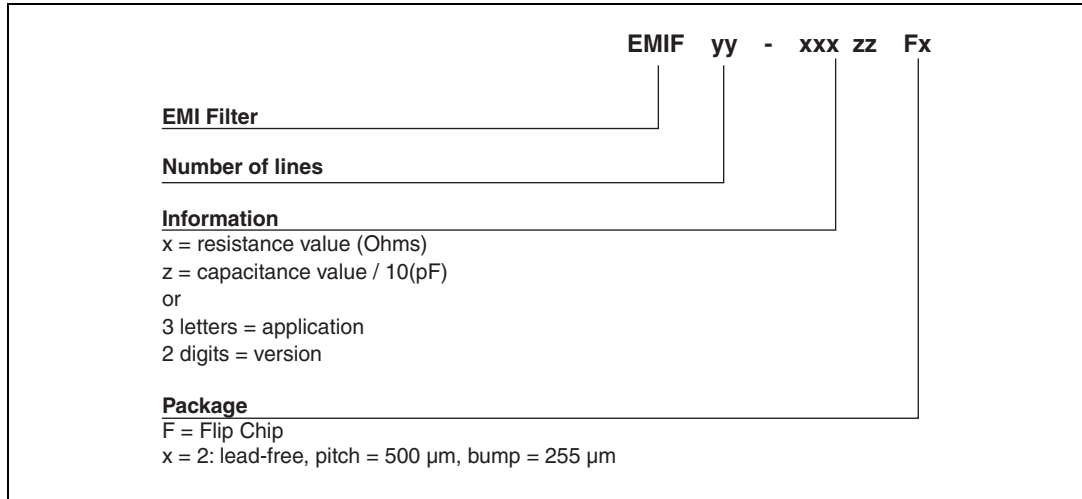 EMIF yy - xxx zz Fx
EMI Filter
Number of lines
Information
x = resistance value (Ohms)
z = capacitance value / 10(pF)
or
3 letters = application
2 digits = version
Package
F = Flip Chip
x = 2: lead-free, pitch = 500 µm, bump = 255 µm